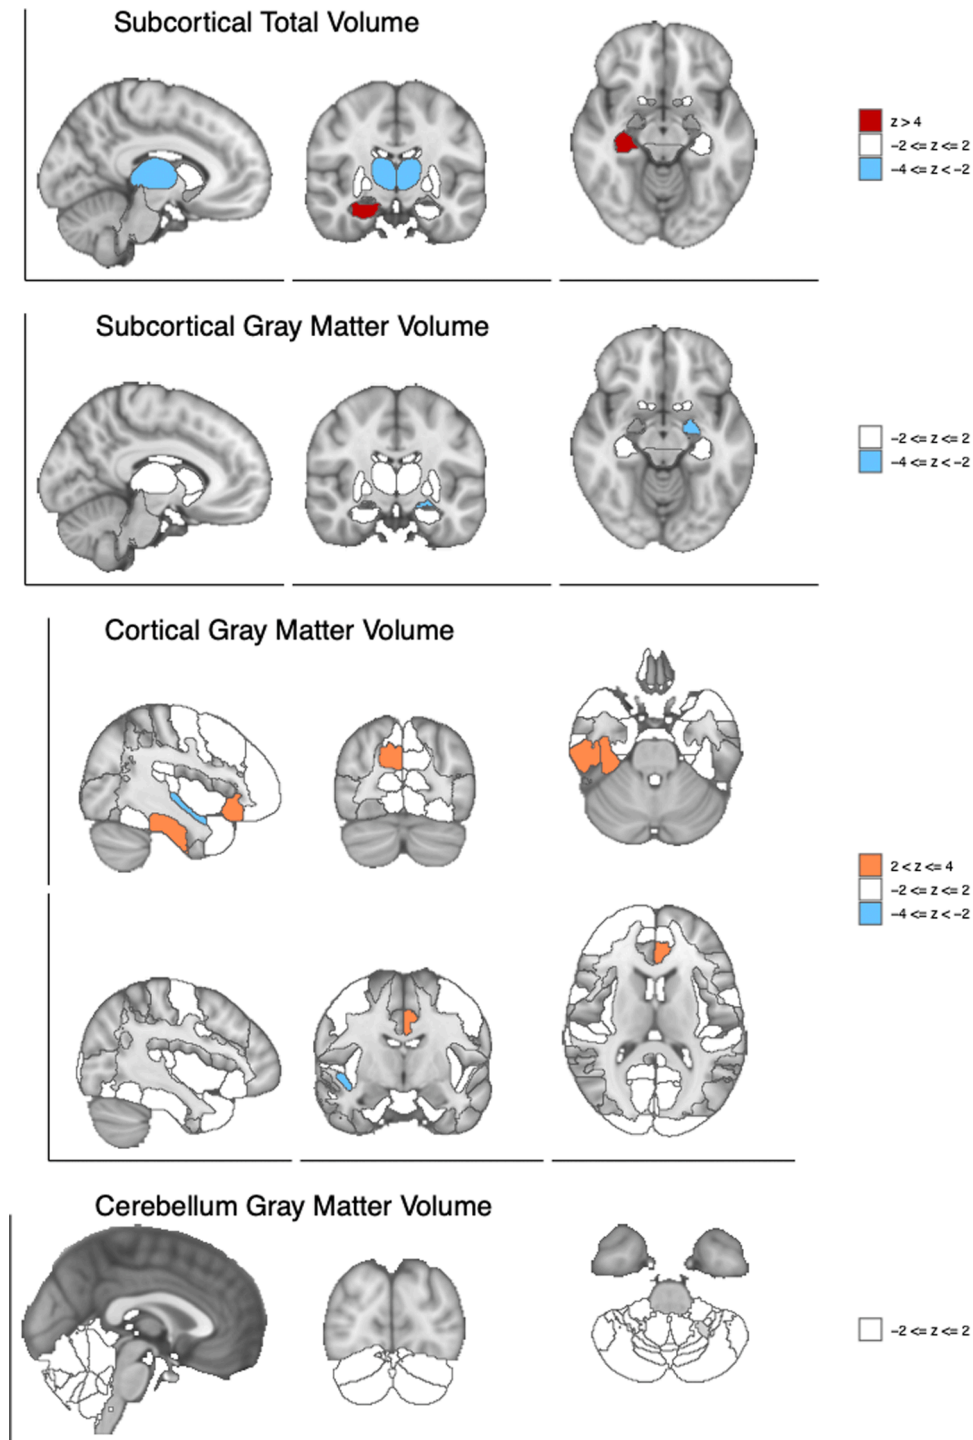 Subcortical Total Volume
z > 4
−2 <= z <= 2
−4 <= z < −2
Subcortical Gray Matter Volume
−2 <= z <= 2
−4 <= z < −2
Cortical Gray Matter Volume
2 < z <= 4
−2 <= z <= 2
−4 <= z < −2
Cerebellum Gray Matter Volume
−2 <= z <= 2